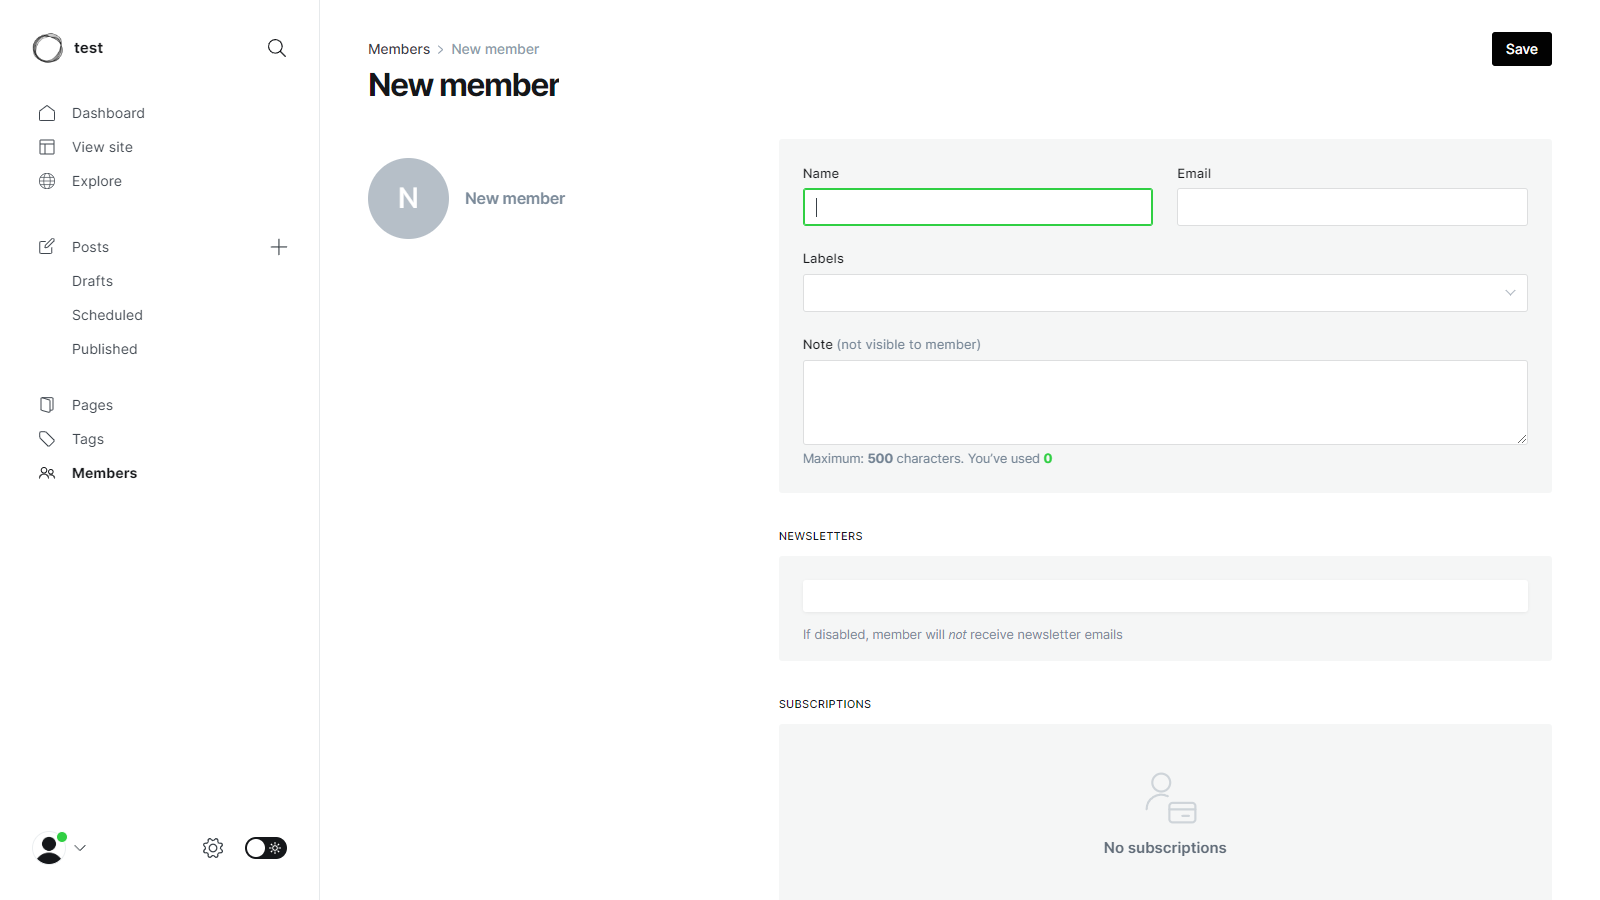 test
Dashboard
View site
Explore
Posts
Drafts
Scheduled
Published
Pages
Tags
Members
Members
New member
New member
Save
N
New member
Name
Email
Labels
Note (not visible to member)
Maximum: 500 characters. You've used 0
NEWSLETTERS
If disabled, member will not receive newsletter emails
SUBSCRIPTIONS
No subscriptions